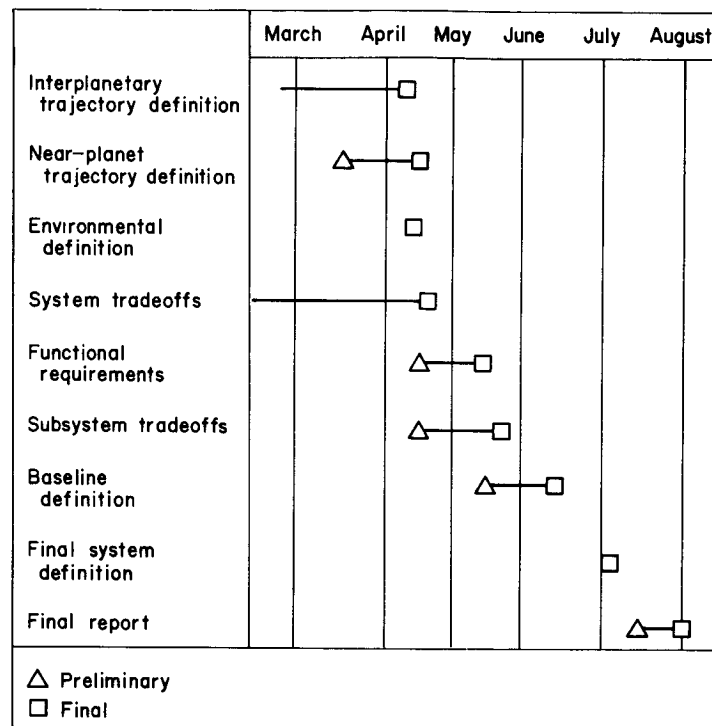 March April May June July August
Interplanetary
trajectory definition
Near-planet
trajectory definition
Environmental
definition
System tradeoffs
Functional
requirements
Subsystem tradeoffs
Baseline
definition
Final system
definition
Final report
Preliminary
Final